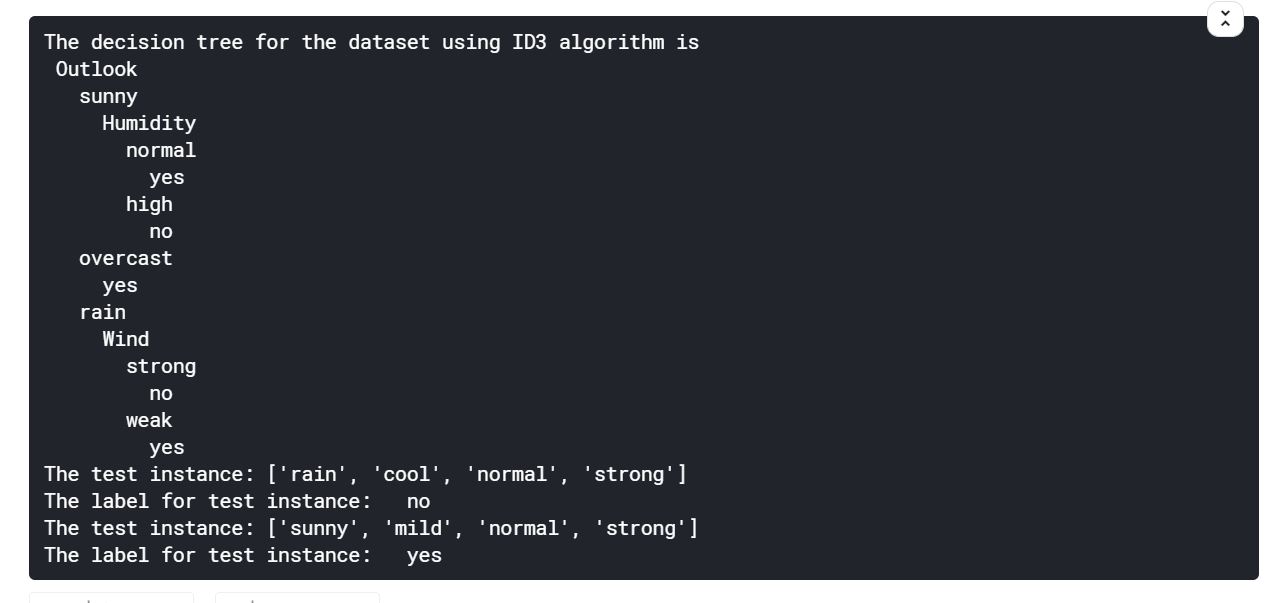 The decision tree for the dataset using ID3 algorithm is
Outlook
sunny
Humidity
normal
yes
high
no
overcast
yes
rain
Wind
strong
no
weak
yes
The test instance: ['rain', 'cool', 'normal', 'strong']
The label for test instance:   no
The test instance: ['sunny', 'mild', 'normal', 'strong']
The label for test instance:   yes